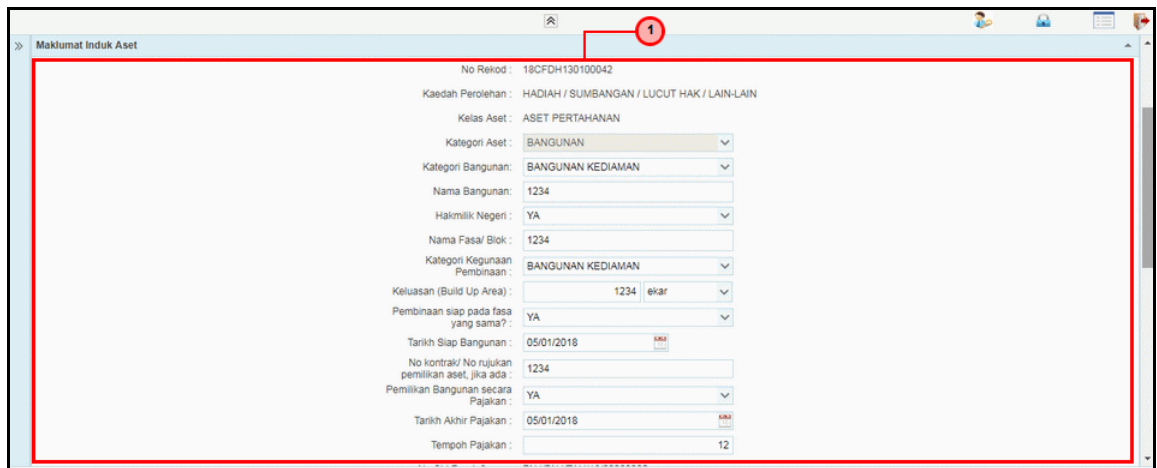 1
Maklumat Induk Aset
No Rekod : 18CFDH130100042
Kaedah Perolehan : HADIAH / SUMBANGAN / LUCUT HAK / LAIN-LAIN
Kelas Aset : ASET PERTAHANAN
Kategori Aset : BANGUNAN
Kategori Bangunan: BANGUNAN KEDIAMAN
Nama Bangunan: 1234
Hakmilik Negeri : YA
Nama Fasa/ Blok : 1234
Kategori Kegunaan
Pembinaan : BANGUNAN KEDIAMAN
Keluasan (Build Up Area) : 1234 ekar
Pembinaan siap pada fasa
yang sama? : YA
Tarikh Siap Bangunan : 05/01/2018
No kontrak/ No rujukan
pemilikan aset, jika ada : 1234
Pemilikan Bangunan secara
Pajakan : YA
Tarikh Akhir Pajakan : 05/01/2018
Tempoh Pajakan : 12